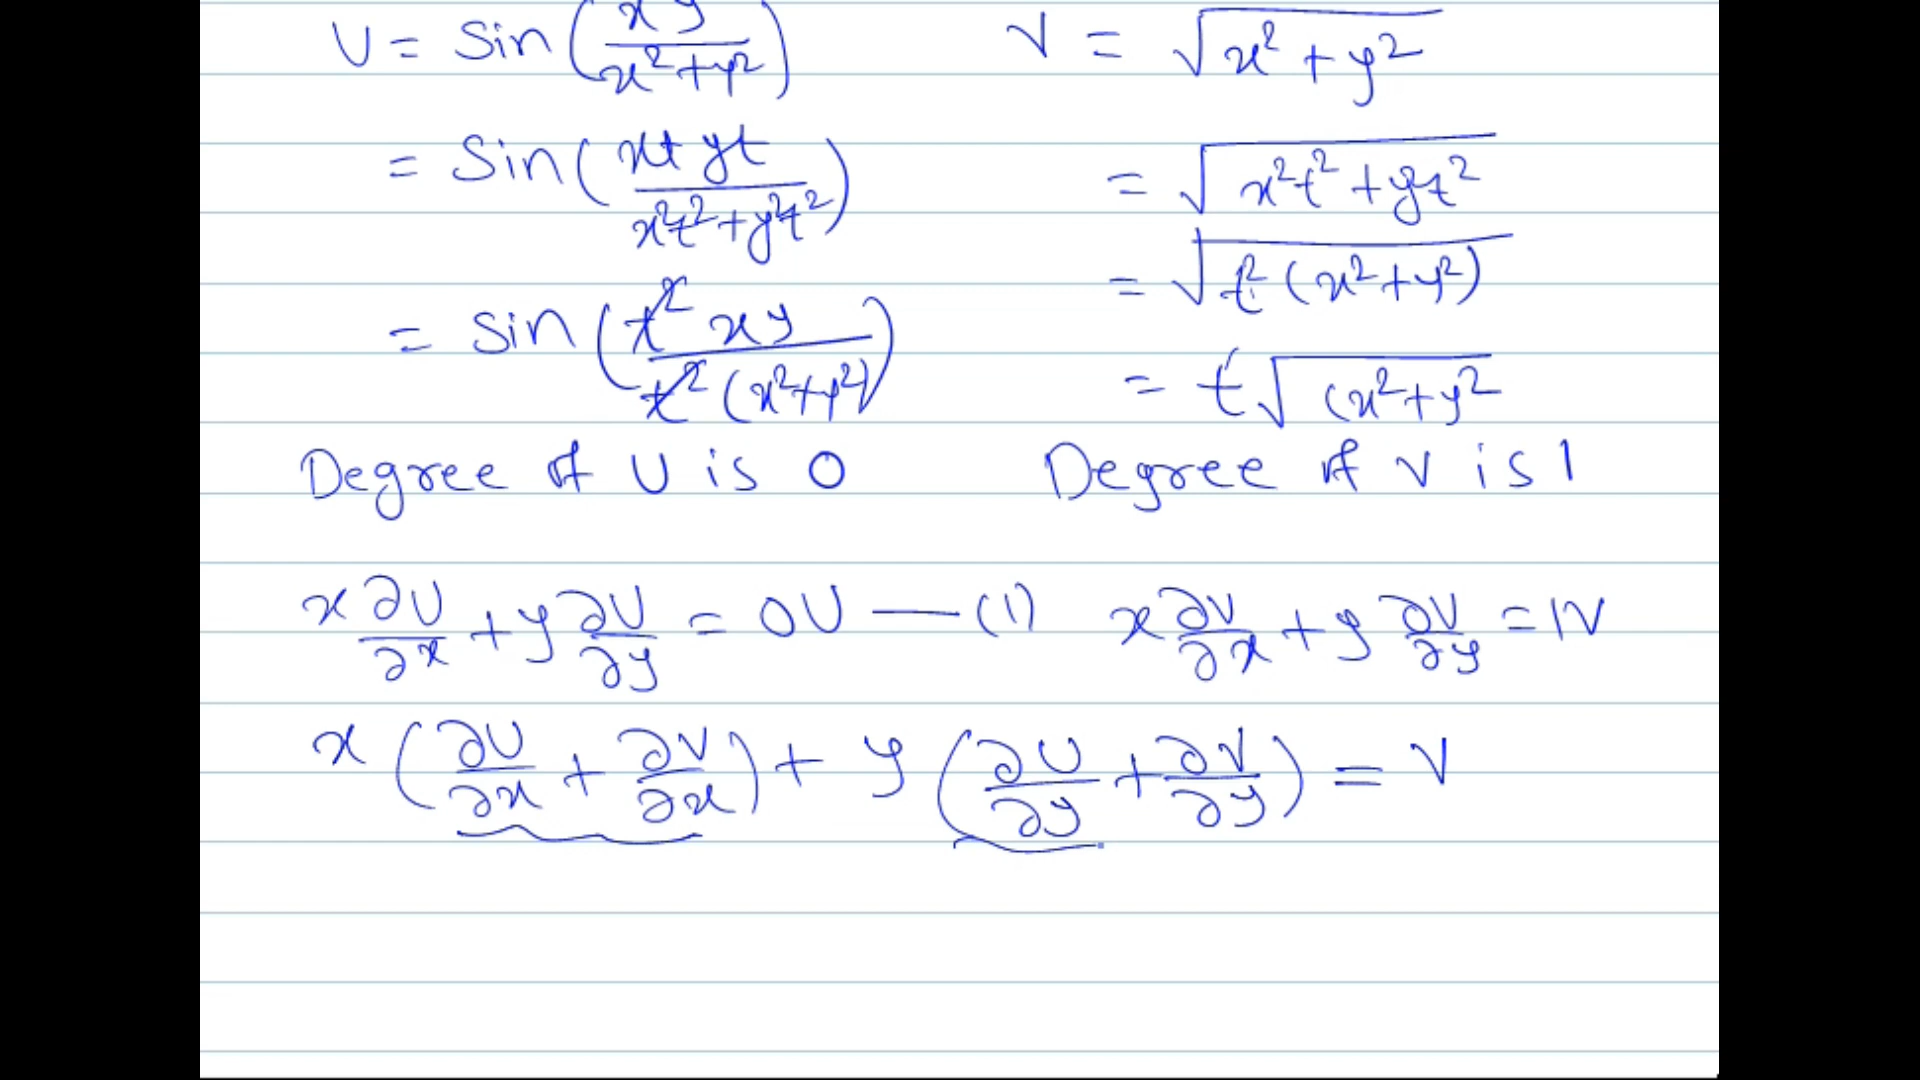 U = Sin(xy/(x²+y²))    V = √(x²+y²)
= Sin(xt yt/(x²t²+y²t²))    = √(x²t²+y²t²)
= Sin(t²xy/(t²(x²+y²)))    = √(t²(x²+y²))
= t√((x²+y²
Degree of U is 0    Degree of V is 1
x ∂U/∂x + y ∂U/∂y = 0U — (1)    x ∂V/∂x + y ∂V/∂y = 1V
x(∂U/∂x + ∂V/∂x) + y(∂U/∂y + ∂V/∂y) = V